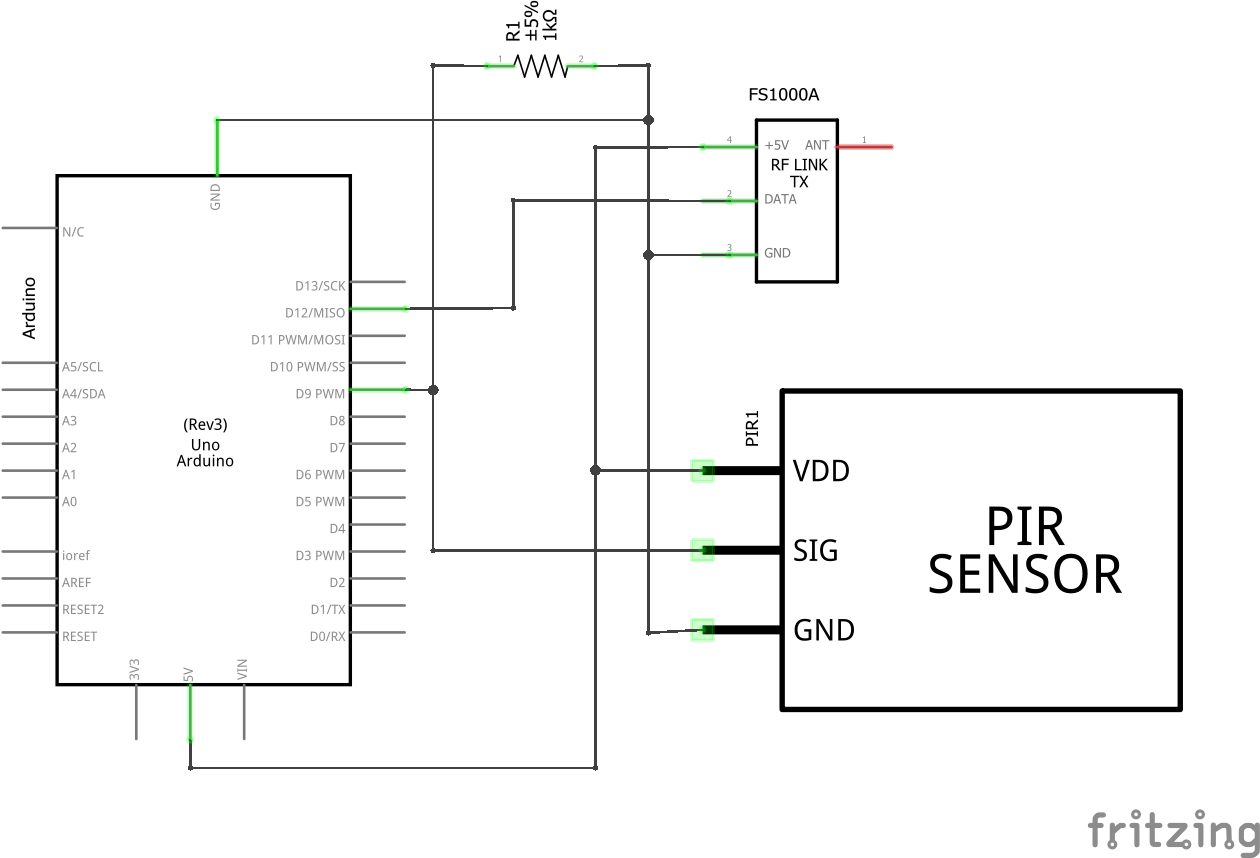 R1
±5%
1kΩ
1
2
FS1000A
4
+5V
ANT
1
RF LINK
TX
2
DATA
3
GND
GND
N/C
Arduino
D13/SCK
D12/MISO
D11 PWM/MOSI
A5/SCL
D10 PWM/SS
A4/SDA
D9 PWM
A3
D8
A2
D7
A1
D6 PWM
A0
D5 PWM
D4
ioref
D3 PWM
AREF
D2
RESET2
D1/TX
RESET
D0/RX
(Rev3)
Uno
Arduino
3V3
5V
VIN
PIR1
VDD
SIG
GND
PIR
SENSOR
fritzing